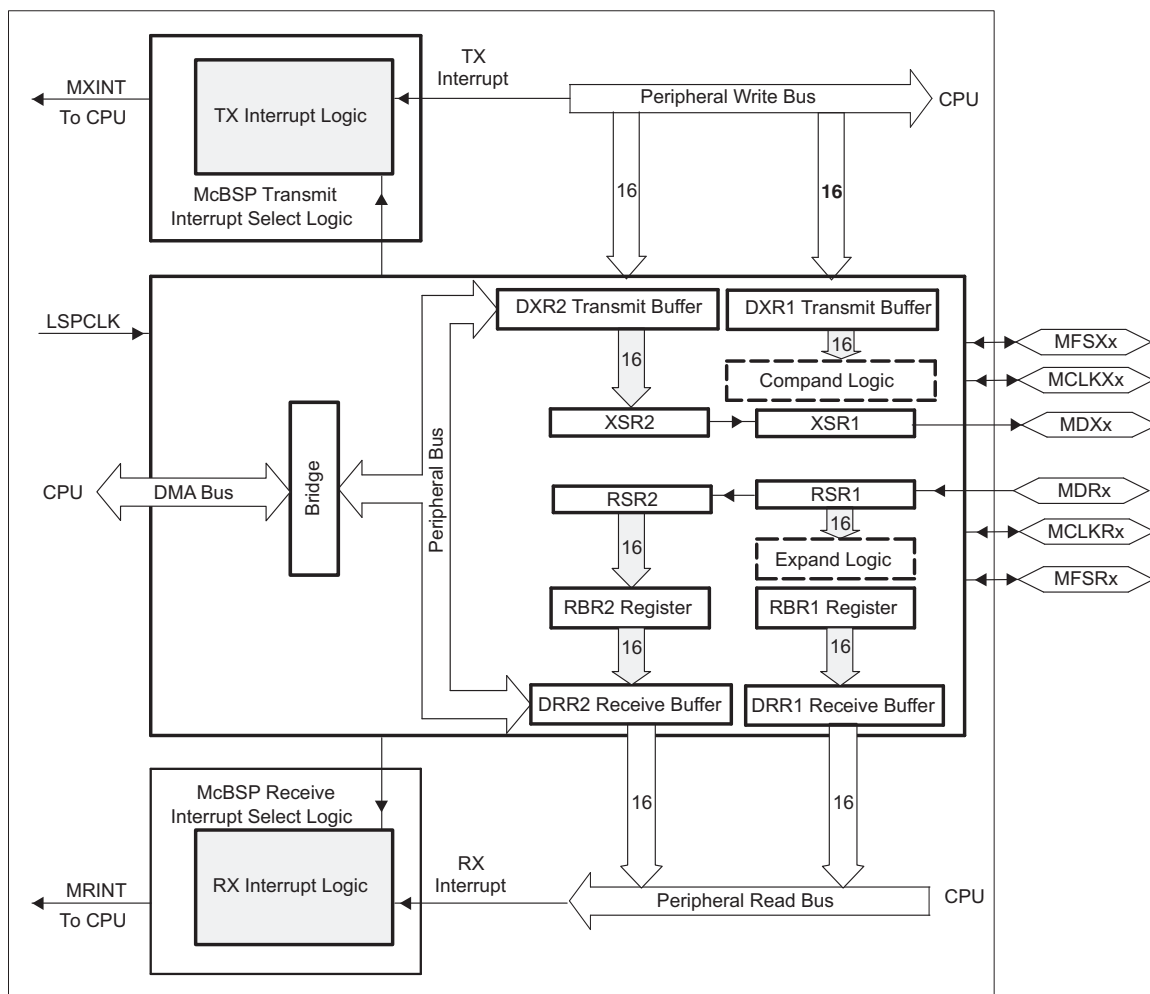 TX
Interrupt
MXINT
To CPU
TX Interrupt Logic
Peripheral Write Bus
CPU
McBSP Transmit
Interrupt Select Logic
16
16
LSPCLK
DXR2 Transmit Buffer
DXR1 Transmit Buffer
16
16
Compand Logic
MFSXx
MCLKXx
XSR2
XSR1
MDXx
CPU
DMA Bus
Bridge
Peripheral Bus
RSR2
RSR1
MDRx
16
16
Expand Logic
MCLKRx
MFSRx
RBR2 Register
RBR1 Register
16
16
DRR2 Receive Buffer
DRR1 Receive Buffer
McBSP Receive
Interrupt Select Logic
16
16
RX Interrupt Logic
RX
Interrupt
MRINT
To CPU
Peripheral Read Bus
CPU